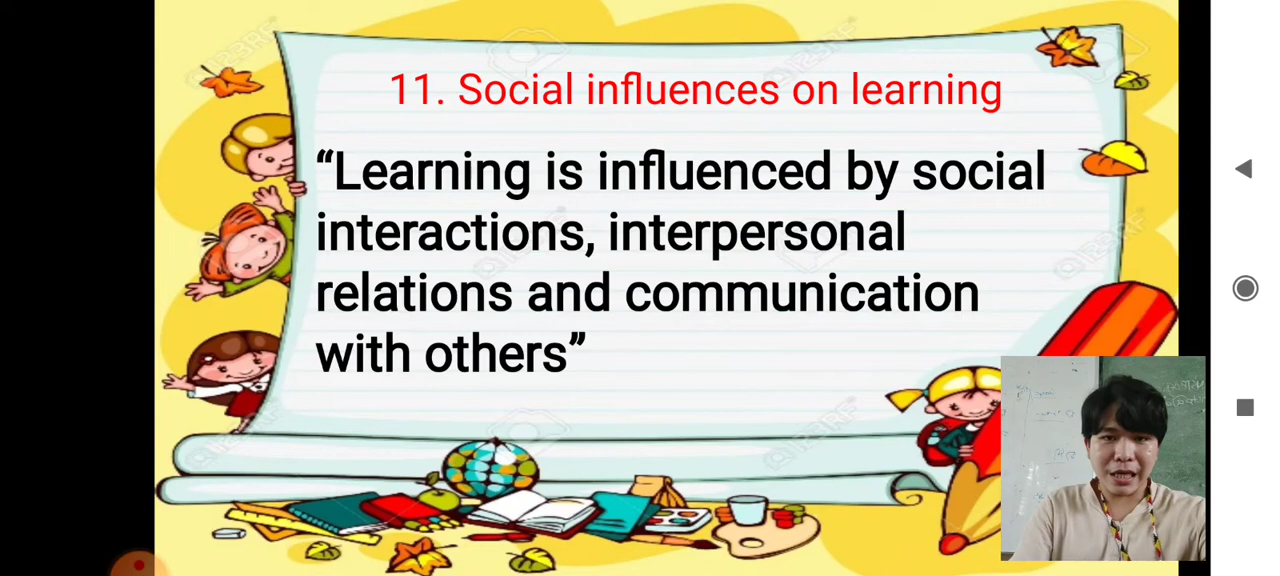 11. Social influences on learning
“Learning is influenced by social
interactions, interpersonal
relations and communication
with others”